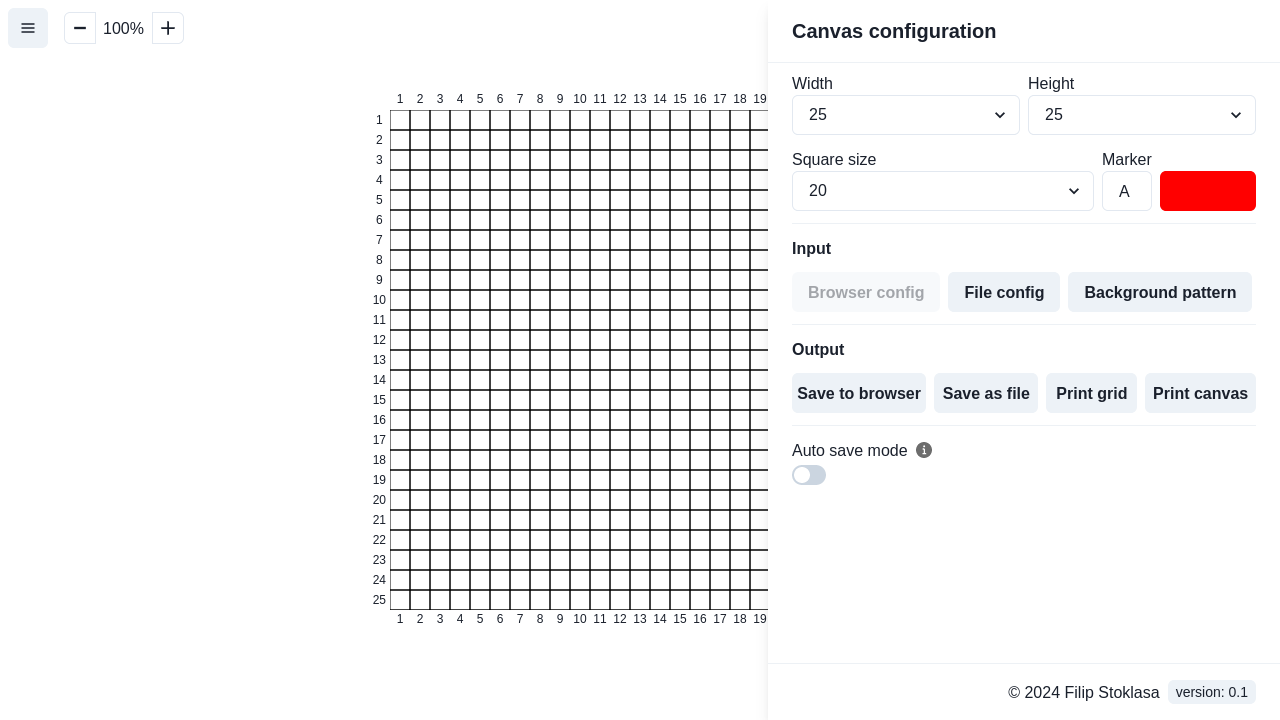 100%
Canvas configuration
Width Height
25 25
Square size Marker
20 A
Input
Browser config File config Background pattern
Output
Save to browser Save as file Print grid Print canvas
Auto save mode
© 2024 Filip Stoklasa version: 0.1
1 2 3 4 5 6 7 8 9 10 11 12 13 14 15 16 17 18 19
1
2
3
4
5
6
7
8
9
10
11
12
13
14
15
16
17
18
19
20
21
22
23
24
25
1 2 3 4 5 6 7 8 9 10 11 12 13 14 15 16 17 18 19